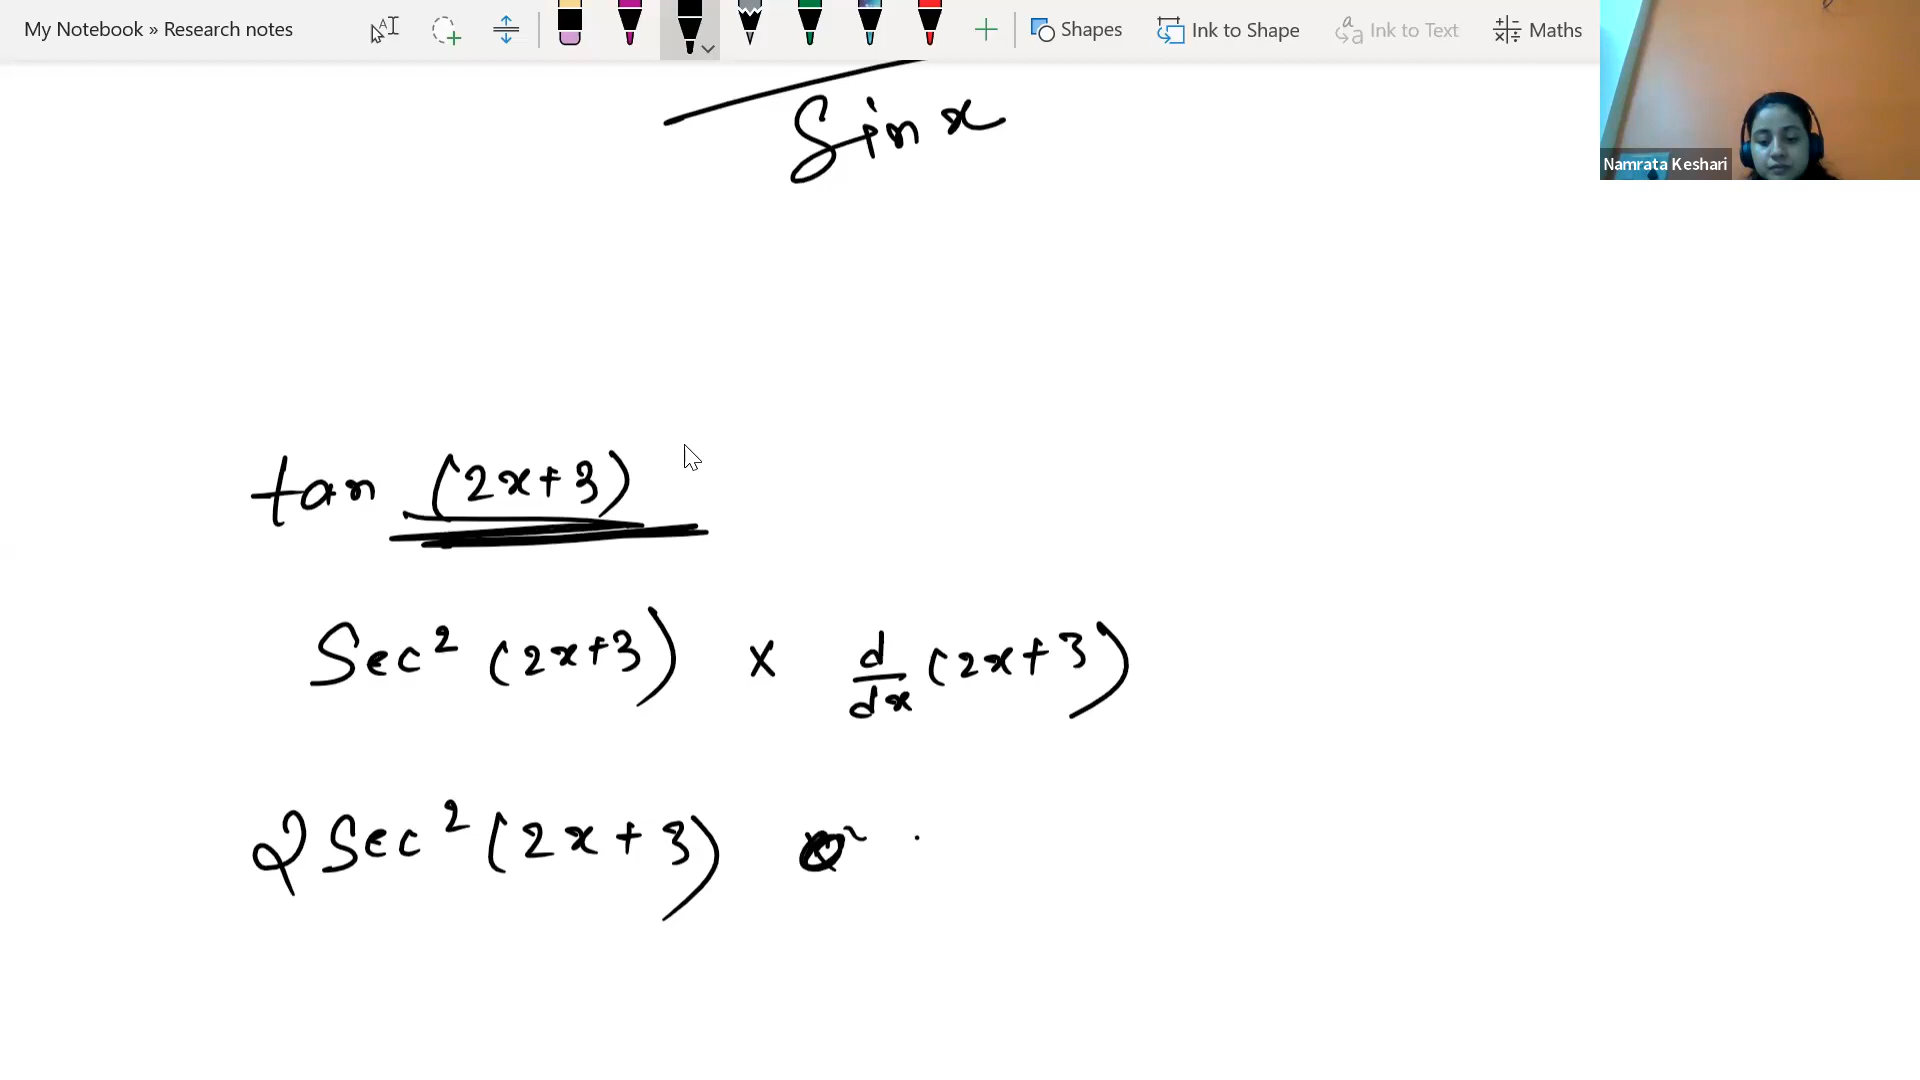 My Notebook » Research notes Shapes Ink to Shape Ink to Text Maths
Namrata Keshari
Sin x
tan (2x+3)
Sec² (2x+3) × d/dx (2x+3)
2 Sec² (2x+3)